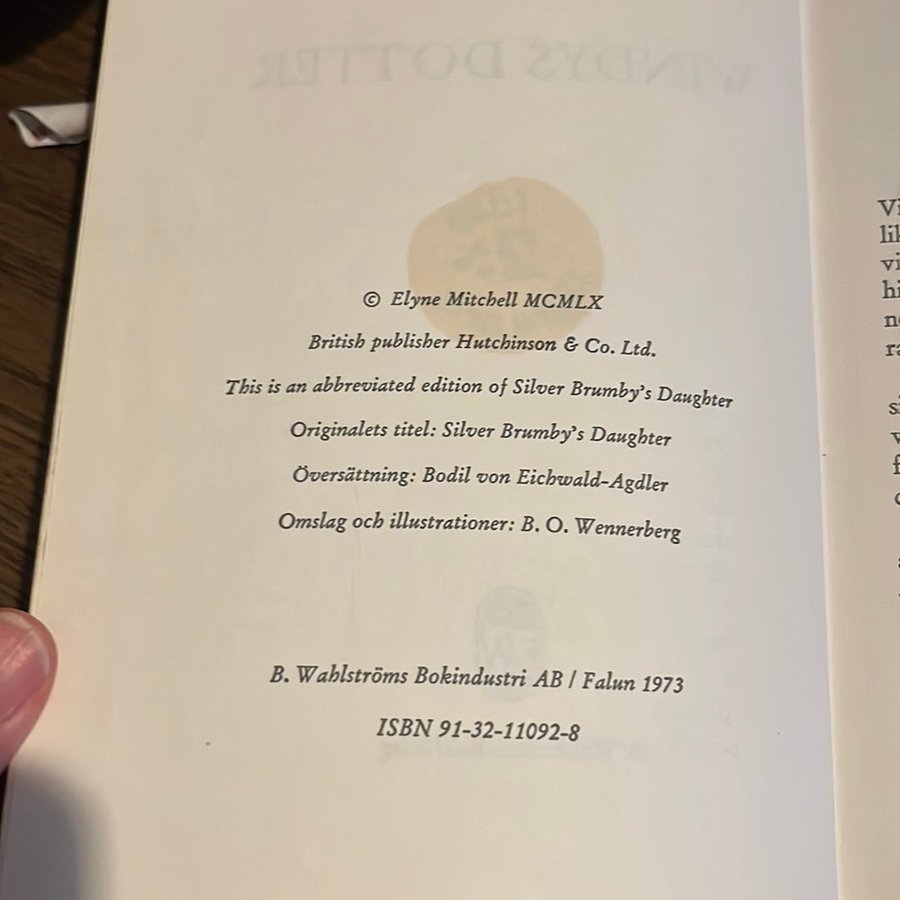 © Elyne Mitchell MCMLX
British publisher Hutchinson & Co. Ltd.
This is an abbreviated edition of Silver Brumby's Daughter
Originalets titel: Silver Brumby's Daughter
Översättning: Bodil von Eichwald-Agdler
Omslag och illustrationer: B. O. Wennerberg
B. Wahlströms Bokindustri AB / Falun 1973
ISBN 91-32-11092-8